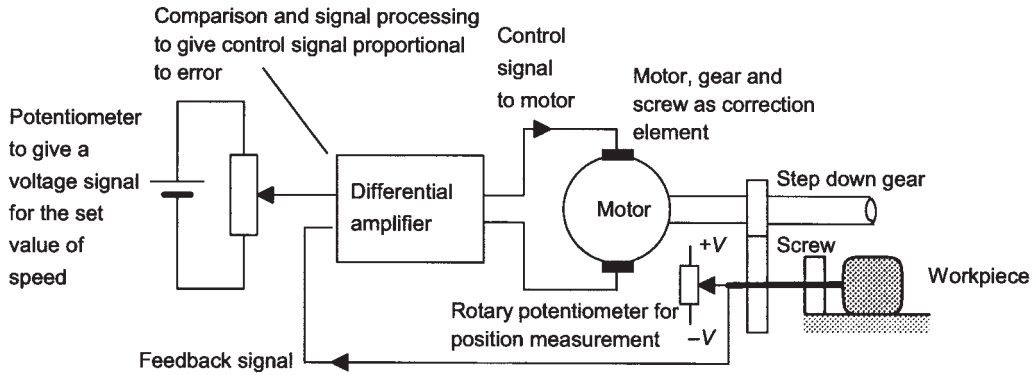 Comparison and signal processing
to give control signal proportional
to error
Control
signal
to motor
Motor, gear and
screw as correction
element
Potentiometer
to give a
voltage signal
for the set
value of
speed
Differential
amplifier
Motor
Step down gear
+V
Screw
Workpiece
Rotary potentiometer for
position measurement
–V
Feedback signal